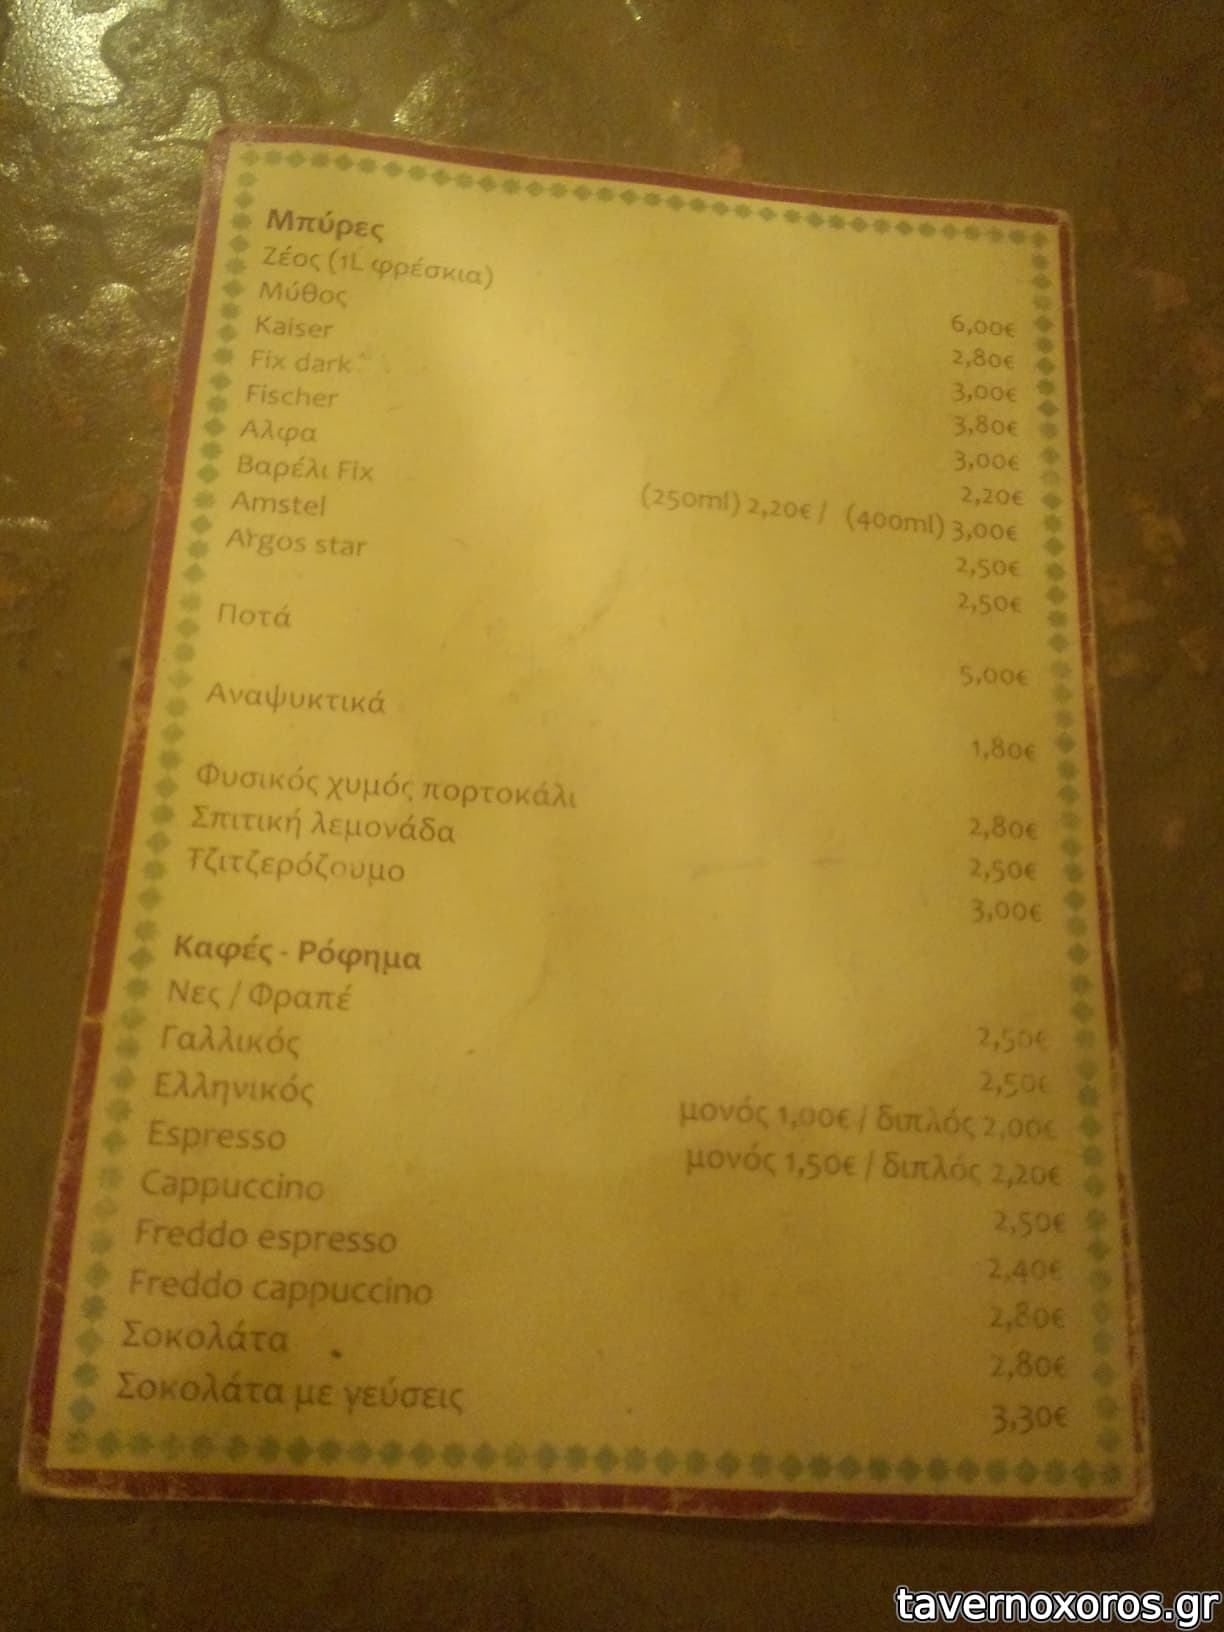 Μπύρες
Ζέος (1L φρέσκια) 6,00€
Μύθος 2,80€
Kaiser 3,00€
Fix dark 3,80€
Fischer 3,00€
Αλφα 2,20€
Βαρέλι Fix (250ml) 2,20€ / (400ml) 3,00€
Amstel 2,50€
Argos star 2,50€
Ποτά 5,00€
Αναψυκτικά 1,80€
Φυσικός χυμός πορτοκάλι 2,80€
Σπιτική λεμονάδα 2,50€
Τζιτζερόζουμο 3,00€
Καφές - Ρόφημα
Νες / Φραπέ 2,50€
Γαλλικός 2,50€
Ελληνικός μονός 1,00€ / διπλός 2,00€
Espresso μονός 1,50€ / διπλός 2,20€
Cappuccino 2,50€
Freddo espresso 2,40€
Freddo cappuccino 2,80€
Σοκολάτα 2,80€
Σοκολάτα με γεύσεις 3,30€
tavernoxoros.gr